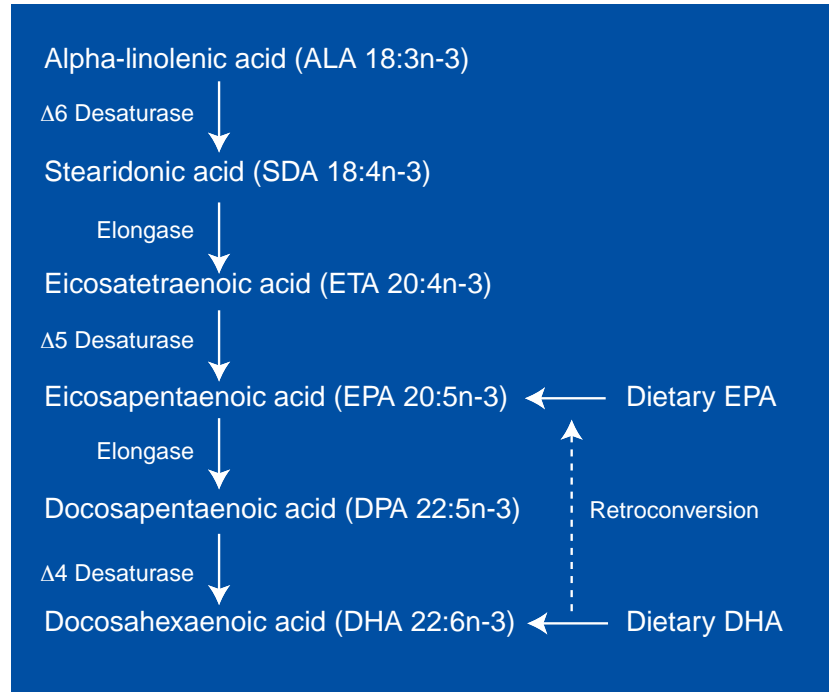 Alpha-linolenic acid (ALA 18:3n-3)
Δ6 Desaturase
Stearidonic acid (SDA 18:4n-3)
Elongase
Eicosatetraenoic acid (ETA 20:4n-3)
Δ5 Desaturase
Eicosapentaenoic acid (EPA 20:5n-3)
Dietary EPA
Elongase
Docosapentaenoic acid (DPA 22:5n-3)
Retroconversion
Δ4 Desaturase
Docosahexaenoic acid (DHA 22:6n-3)
Dietary DHA